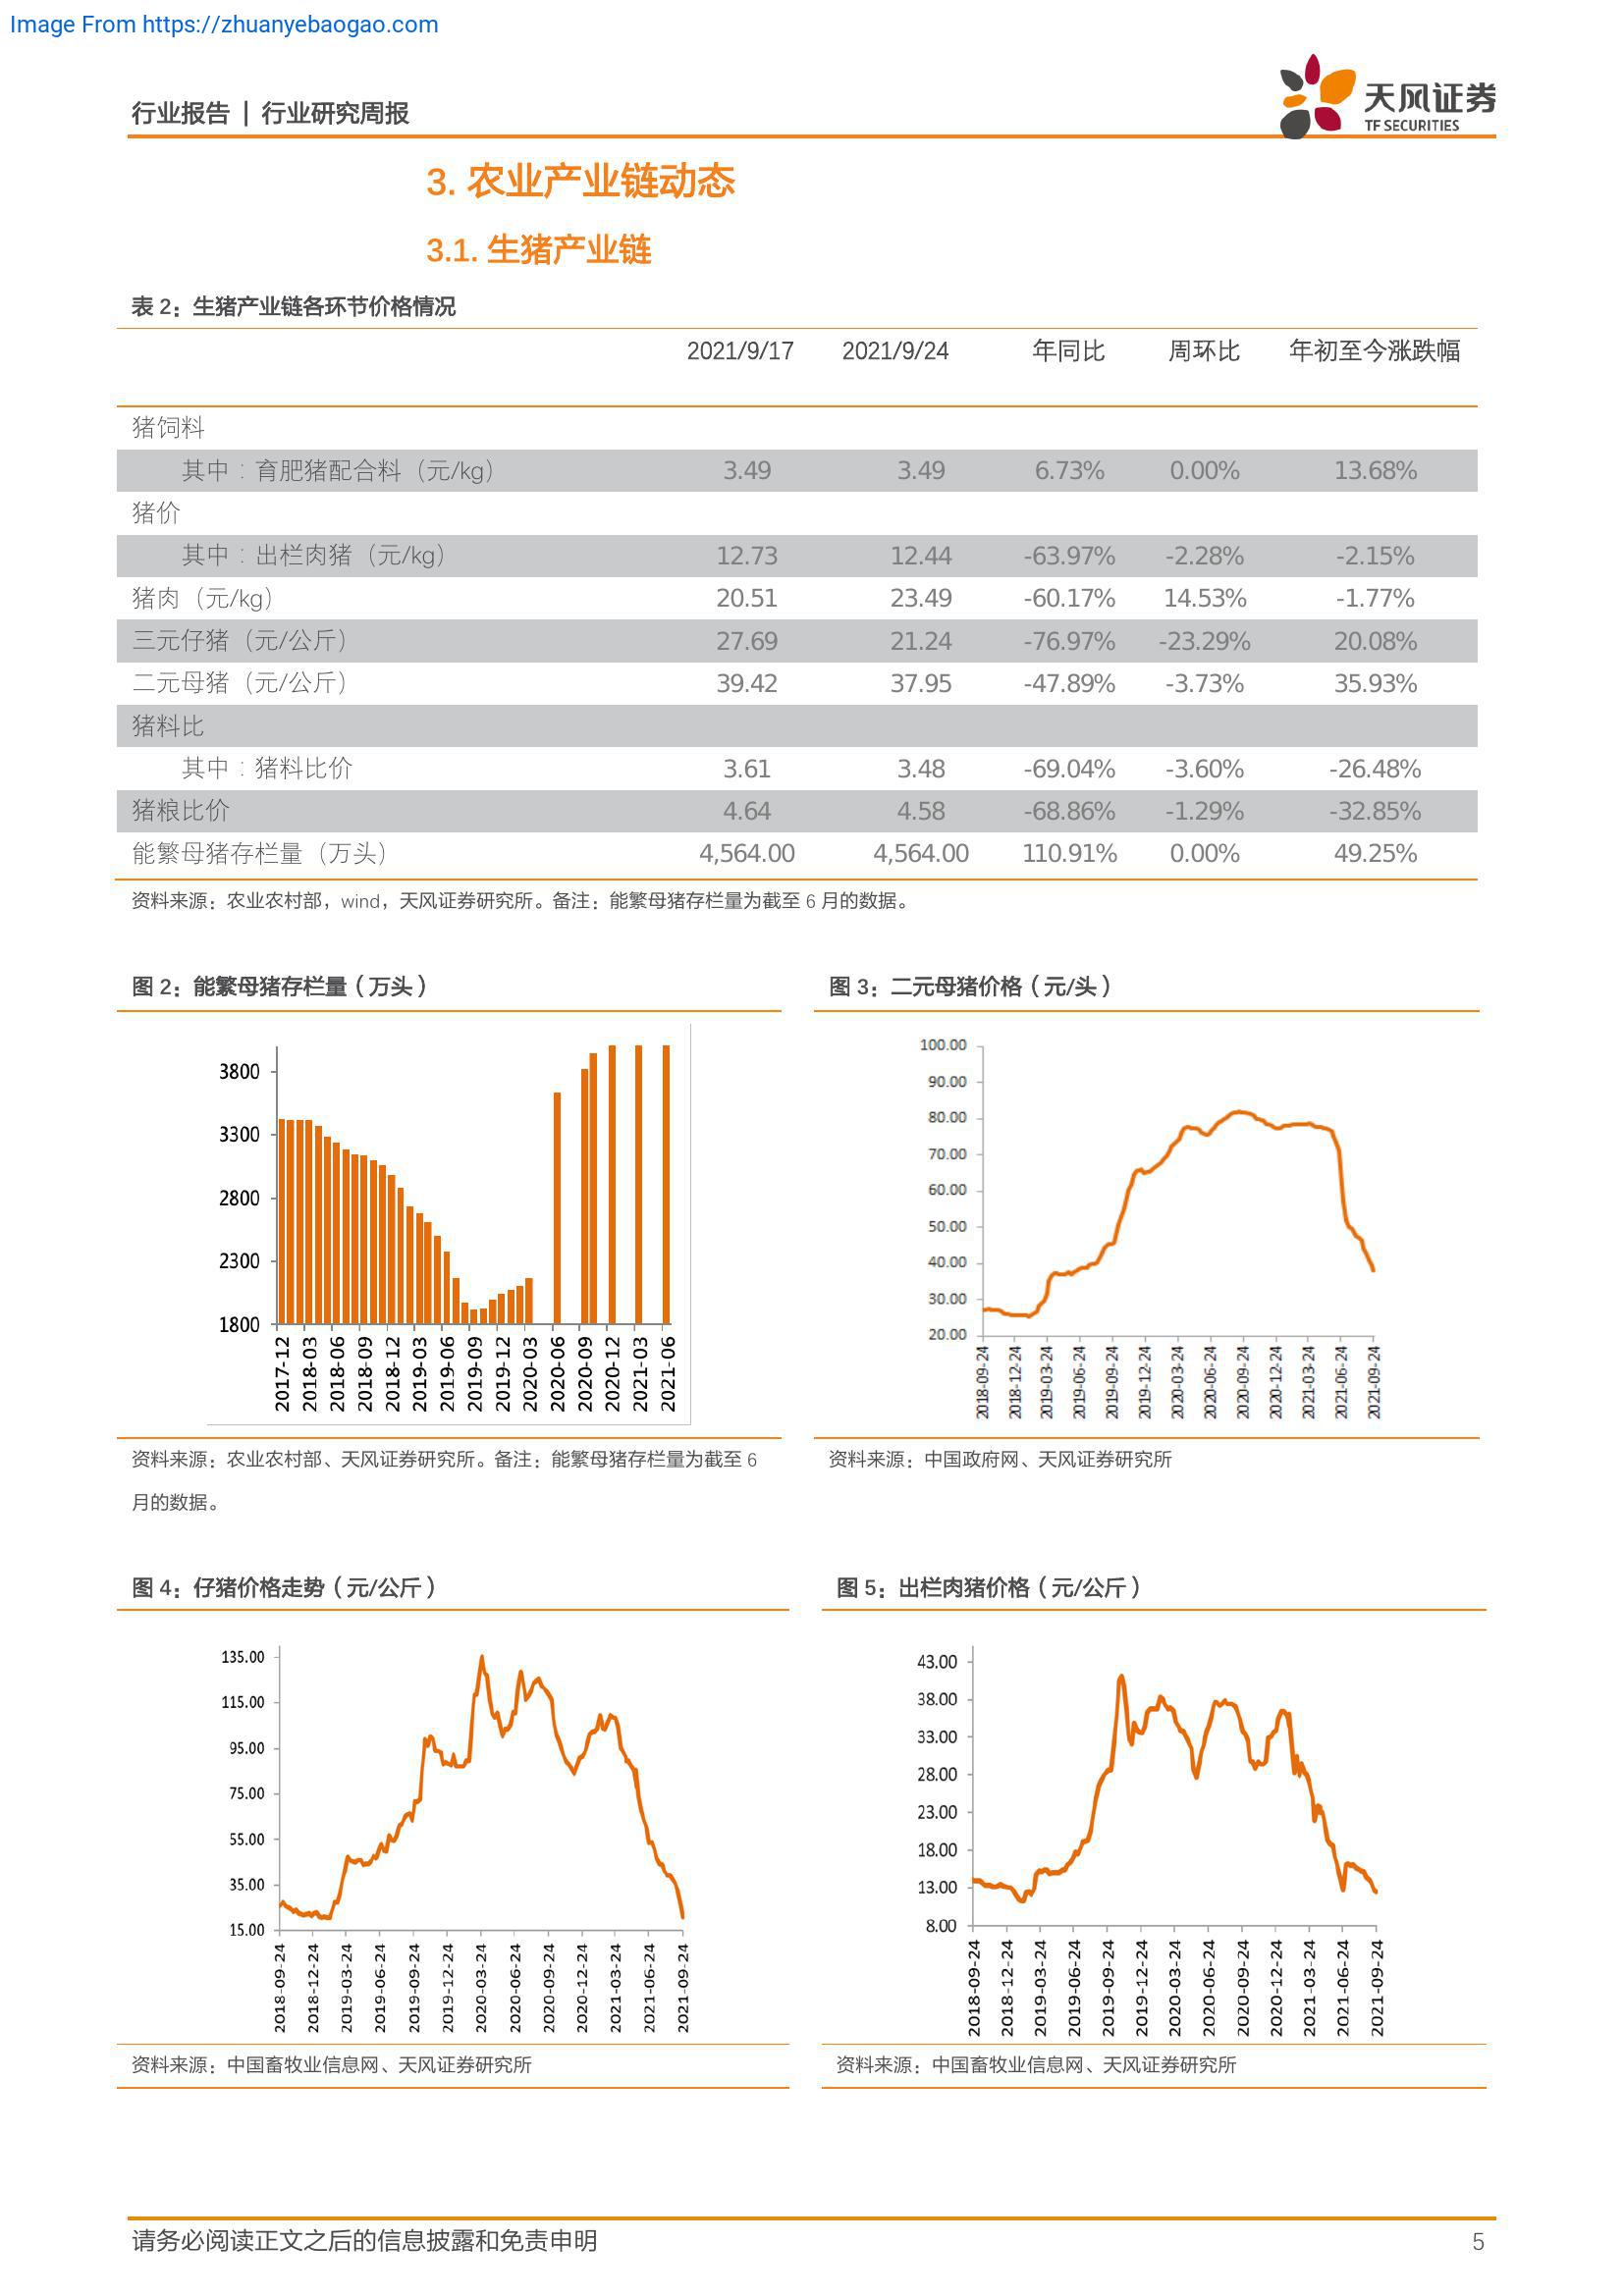 Image From https://zhuanyebaogao.com
行业报告 | 行业研究周报
天风证券
TF SECURITIES
3. 农业产业链动态
3.1. 生猪产业链
表 2：生猪产业链各环节价格情况
2021/9/17 2021/9/24 年同比 周环比 年初至今涨跌幅
猪饲料
其中：育肥猪配合料（元/kg） 3.49 3.49 6.73% 0.00% 13.68%
猪价
其中：出栏肉猪（元/kg） 12.73 12.44 -63.97% -2.28% -2.15%
猪肉（元/kg） 20.51 23.49 -60.17% 14.53% -1.77%
三元仔猪（元/公斤） 27.69 21.24 -76.97% -23.29% 20.08%
二元母猪（元/公斤） 39.42 37.95 -47.89% -3.73% 35.93%
猪料比
其中：猪料比价 3.61 3.48 -69.04% -3.60% -26.48%
猪粮比价 4.64 4.58 -68.86% -1.29% -32.85%
能繁母猪存栏量（万头） 4,564.00 4,564.00 110.91% 0.00% 49.25%
资料来源：农业农村部，wind，天风证券研究所。备注：能繁母猪存栏量为截至 6 月的数据。
图 2：能繁母猪存栏量（万头）
3800
3300
2800
2300
1800
2017-12 2018-03 2018-06 2018-09 2018-12 2019-03 2019-06 2019-09 2019-12 2020-03 2020-06 2020-09 2020-12 2021-03 2021-06
资料来源：农业农村部、天风证券研究所。备注：能繁母猪存栏量为截至 6
月的数据。
图 3：二元母猪价格（元/头）
100.00
90.00
80.00
70.00
60.00
50.00
40.00
30.00
20.00
2018-09-24 2018-12-24 2019-03-24 2019-06-24 2019-09-24 2019-12-24 2020-03-24 2020-06-24 2020-09-24 2020-12-24 2021-03-24 2021-06-24 2021-09-24
资料来源：中国政府网、天风证券研究所
图 4：仔猪价格走势（元/公斤）
135.00
115.00
95.00
75.00
55.00
35.00
15.00
2018-09-24 2018-12-24 2019-03-24 2019-06-24 2019-09-24 2019-12-24 2020-03-24 2020-06-24 2020-09-24 2020-12-24 2021-03-24 2021-06-24 2021-09-24
资料来源：中国畜牧业信息网、天风证券研究所
图 5：出栏肉猪价格（元/公斤）
43.00
38.00
33.00
28.00
23.00
18.00
13.00
8.00
2018-09-24 2018-12-24 2019-03-24 2019-06-24 2019-09-24 2019-12-24 2020-03-24 2020-06-24 2020-09-24 2020-12-24 2021-03-24 2021-06-24 2021-09-24
资料来源：中国畜牧业信息网、天风证券研究所
请务必阅读正文之后的信息披露和免责申明 5